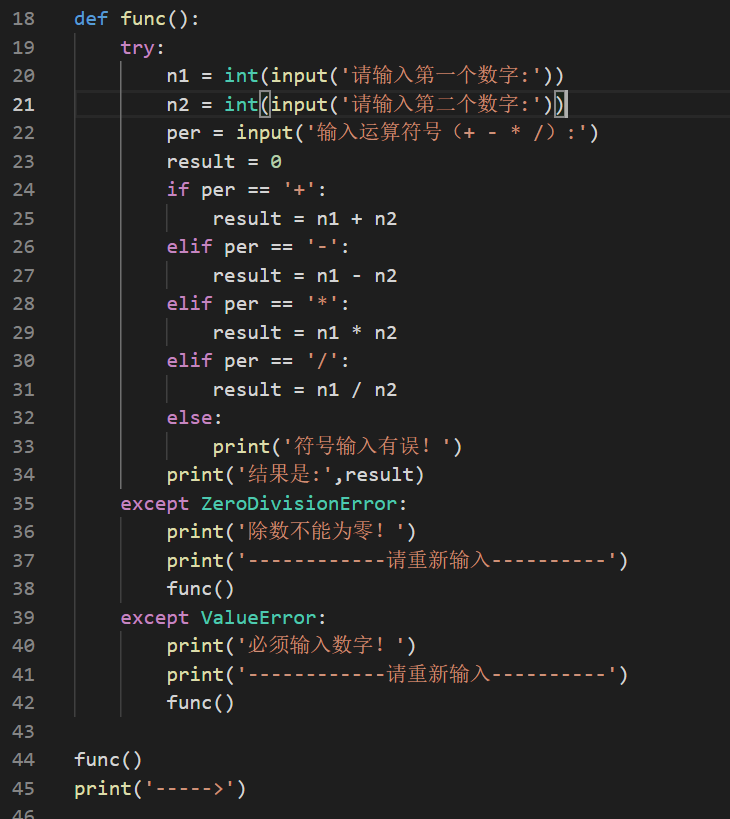 18 def func():
19     try:
20         n1 = int(input('请输入第一个数字:'))
21         n2 = int(input('请输入第二个数字:'))
22         per = input('输入运算符号（+ - * /）:')
23         result = 0
24         if per == '+':
25             result = n1 + n2
26         elif per == '-':
27             result = n1 - n2
28         elif per == '*':
29             result = n1 * n2
30         elif per == '/':
31             result = n1 / n2
32         else:
33             print('符号输入有误！')
34         print('结果是:',result)
35     except ZeroDivisionError:
36         print('除数不能为零！')
37         print('------------请重新输入----------')
38         func()
39     except ValueError:
40         print('必须输入数字！')
41         print('------------请重新输入----------')
42         func()
43
44 func()
45 print('----->')
46